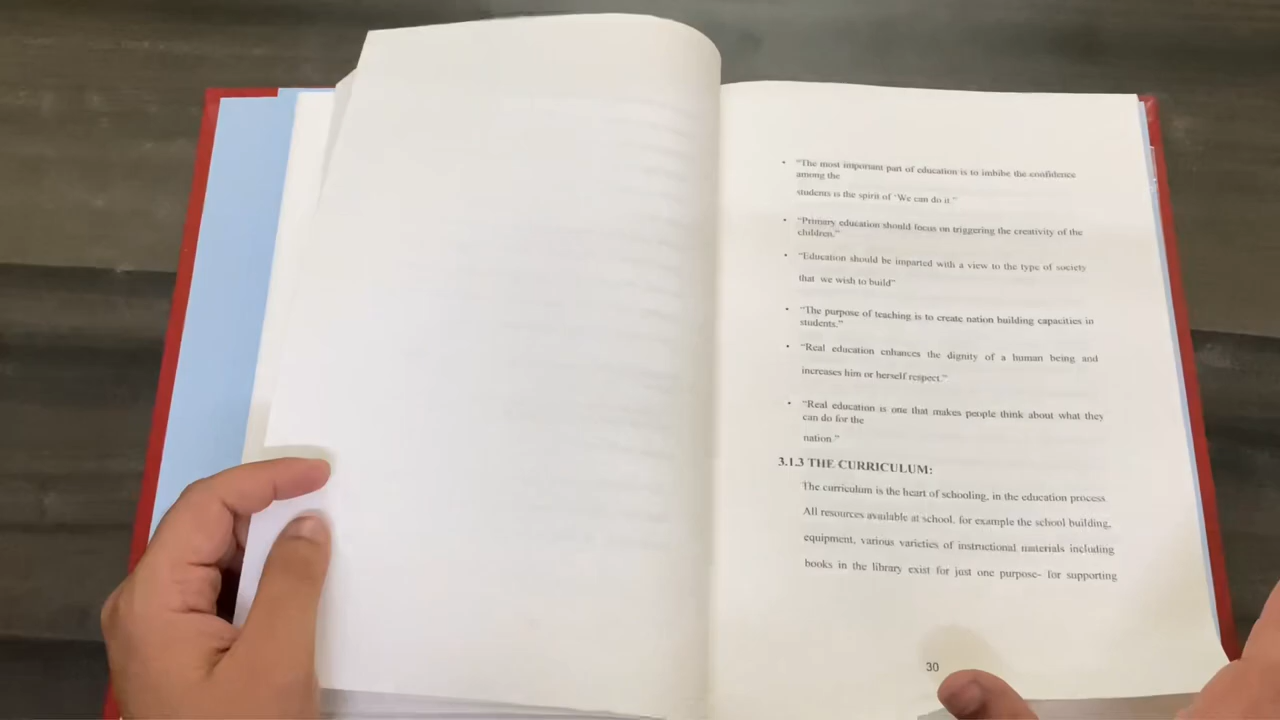 • "The most important part of education is to imbibe the confidence
among the
students is the spirit of 'We can do it."
• "Primary education should focus on triggering the creativity of the
children."
• "Education should be imparted with a view to the type of society
that we wish to build"
• "The purpose of teaching is to create nation building capacities in
students."
• "Real education enhances the dignity of a human being and
increases him or herself respect."
• "Real education is one that makes people think about what they
can do for the
nation."
3.1.3 THE CURRICULUM:
The curriculum is the heart of schooling, in the education process
All resources available at school, for example the school building,
equipment, various varieties of instructional materials including
books in the library exist for just one purpose- for supporting
30